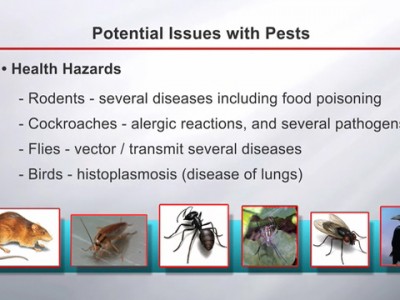 Potential Issues with Pests
• Health Hazards
- Rodents - several diseases including food poisoning
- Cockroaches - alergic reactions, and several pathogens
- Flies - vector / transmit several diseases
- Birds - histoplasmosis (disease of lungs)